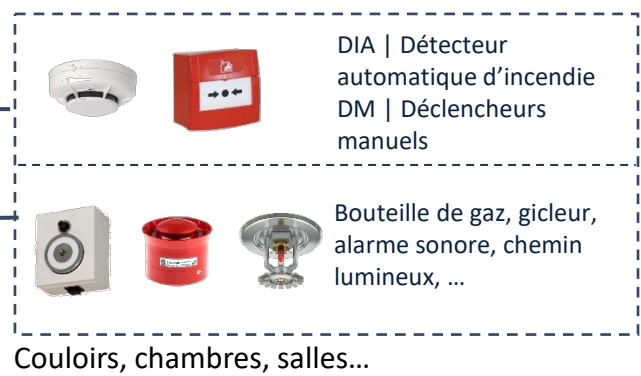 DIA | Détecteur
automatique d’incendie
DM | Déclencheurs
manuels
Bouteille de gaz, gicleur,
alarme sonore, chemin
lumineux, …
Couloirs, chambres, salles…